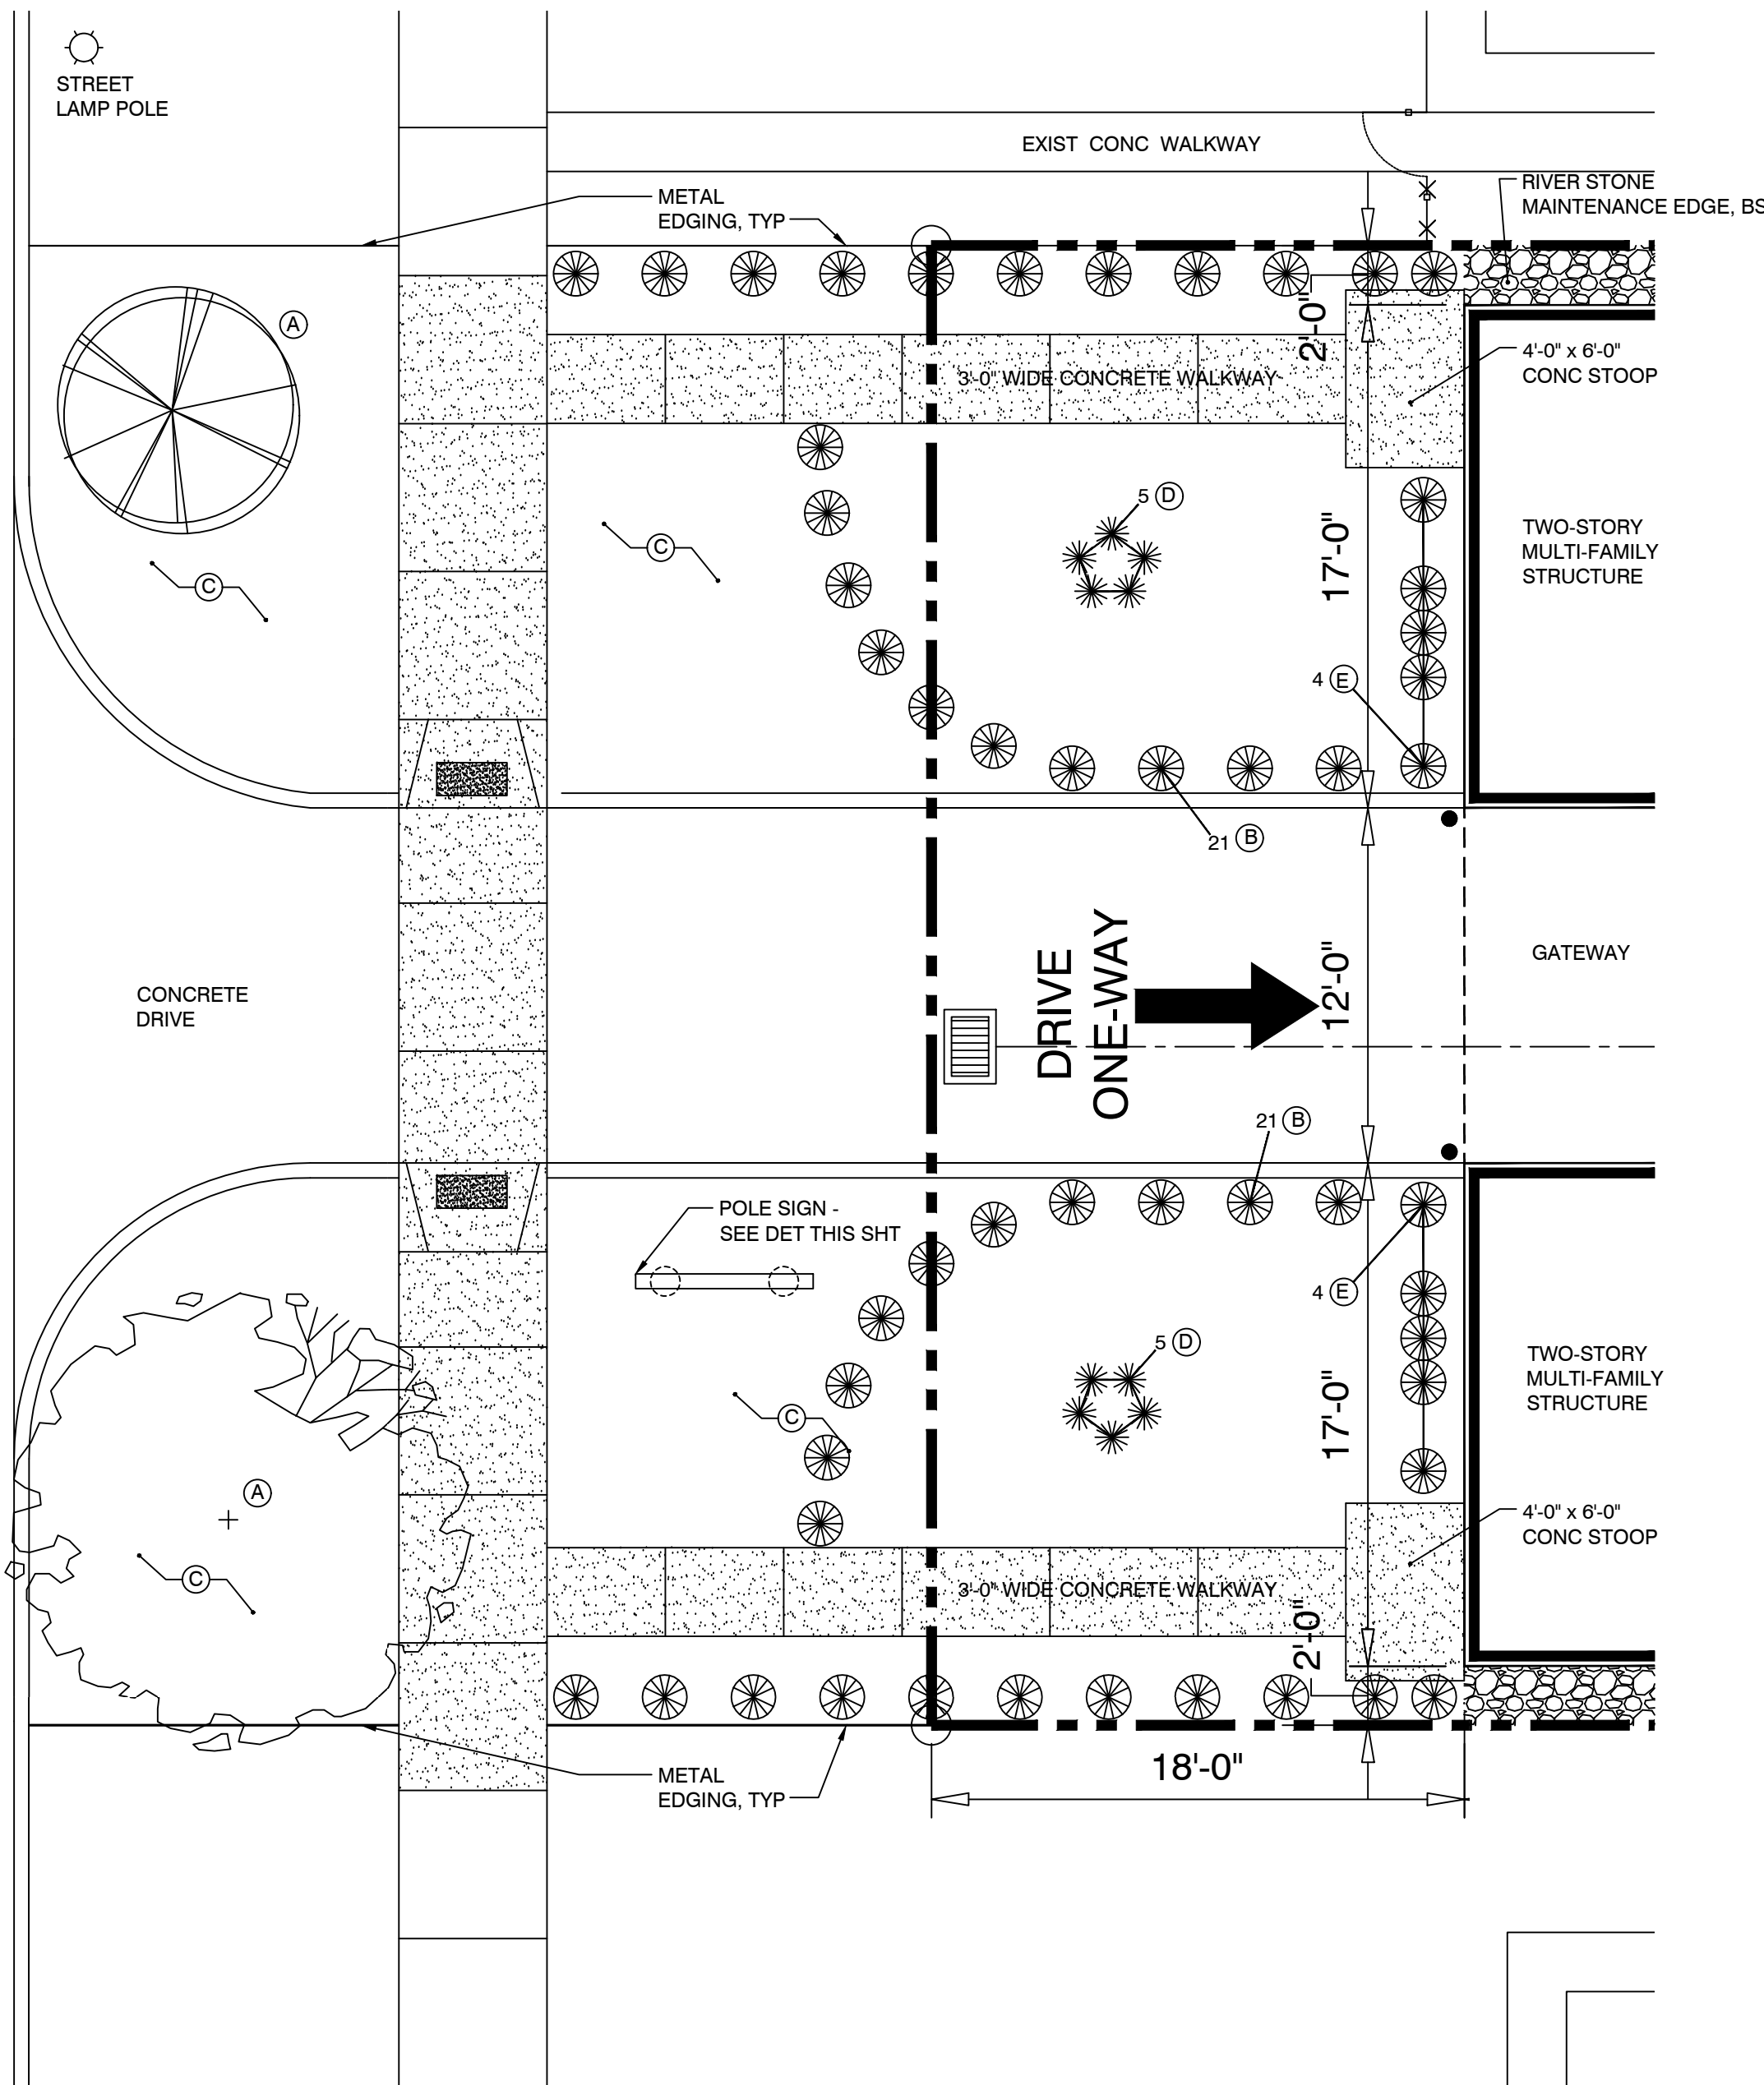 STREET
LAMP POLE
EXIST CONC WALKWAY
METAL
EDGING, TYP
RIVER STONE
MAINTENANCE EDGE, BS
A
2'-0"
3'-0" WIDE CONCRETE WALKWAY
4'-0" x 6'-0"
CONC STOOP
5 D
C
C
17'-0"
TWO-STORY
MULTI-FAMILY
STRUCTURE
4 E
21 B
DRIVE
ONE-WAY
12'-0"
GATEWAY
CONCRETE
DRIVE
21 B
POLE SIGN -
SEE DET THIS SHT
4 E
5 D
C
17'-0"
TWO-STORY
MULTI-FAMILY
STRUCTURE
A
C
4'-0" x 6'-0"
CONC STOOP
3'-0" WIDE CONCRETE WALKWAY
2'-0"
METAL
EDGING, TYP
18'-0"